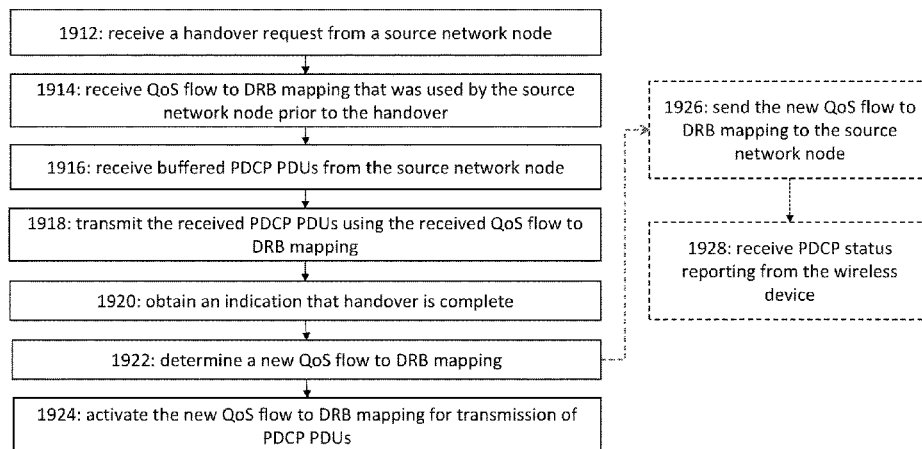 1912: receive a handover request from a source network node
1914: receive QoS flow to DRB mapping that was used by the source
network node prior to the handover
1916: receive buffered PDCP PDUs from the source network node
1918: transmit the received PDCP PDUs using the received QoS flow to
DRB mapping
1920: obtain an indication that handover is complete
1922: determine a new QoS flow to DRB mapping
1924: activate the new QoS flow to DRB mapping for transmission of
PDCP PDUs
1926: send the new QoS flow to
DRB mapping to the source
network node
1928: receive PDCP status
reporting from the wireless
device